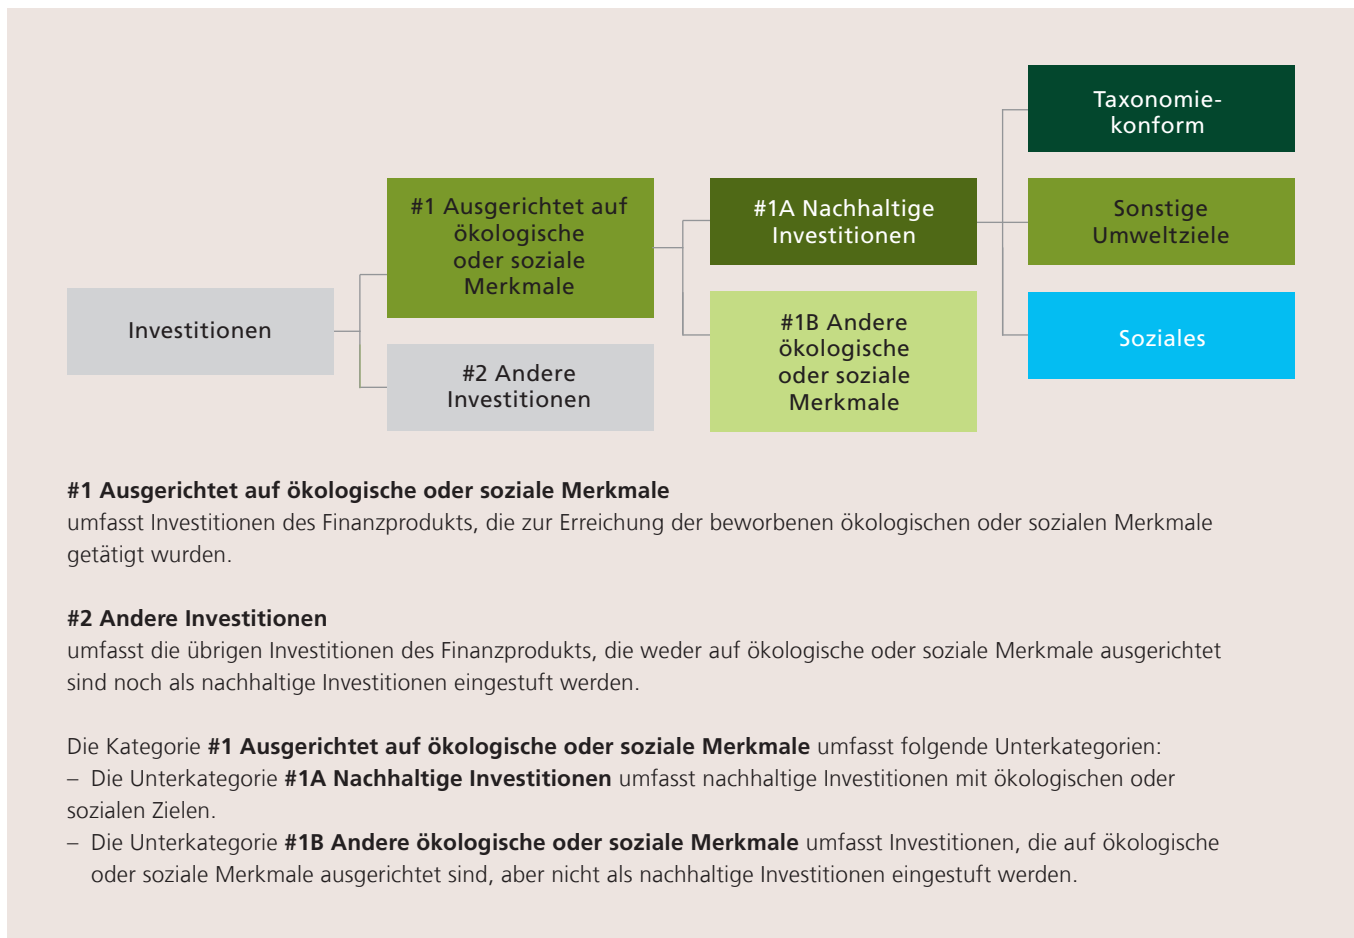 Taxonomie-
konform
#1 Ausgerichtet auf
ökologische
oder soziale
Merkmale
#1A Nachhaltige
Investitionen
Sonstige
Umweltziele
Investitionen
#2 Andere
Investitionen
#1B Andere
ökologische
oder soziale
Merkmale
Soziales
#1 Ausgerichtet auf ökologische oder soziale Merkmale
umfasst Investitionen des Finanzprodukts, die zur Erreichung der beworbenen ökologischen oder sozialen Merkmale
getätigt wurden.
#2 Andere Investitionen
umfasst die übrigen Investitionen des Finanzprodukts, die weder auf ökologische oder soziale Merkmale ausgerichtet
sind noch als nachhaltige Investitionen eingestuft werden.
Die Kategorie #1 Ausgerichtet auf ökologische oder soziale Merkmale umfasst folgende Unterkategorien:
– Die Unterkategorie #1A Nachhaltige Investitionen umfasst nachhaltige Investitionen mit ökologischen oder
sozialen Zielen.
– Die Unterkategorie #1B Andere ökologische oder soziale Merkmale umfasst Investitionen, die auf ökologische
oder soziale Merkmale ausgerichtet sind, aber nicht als nachhaltige Investitionen eingestuft werden.